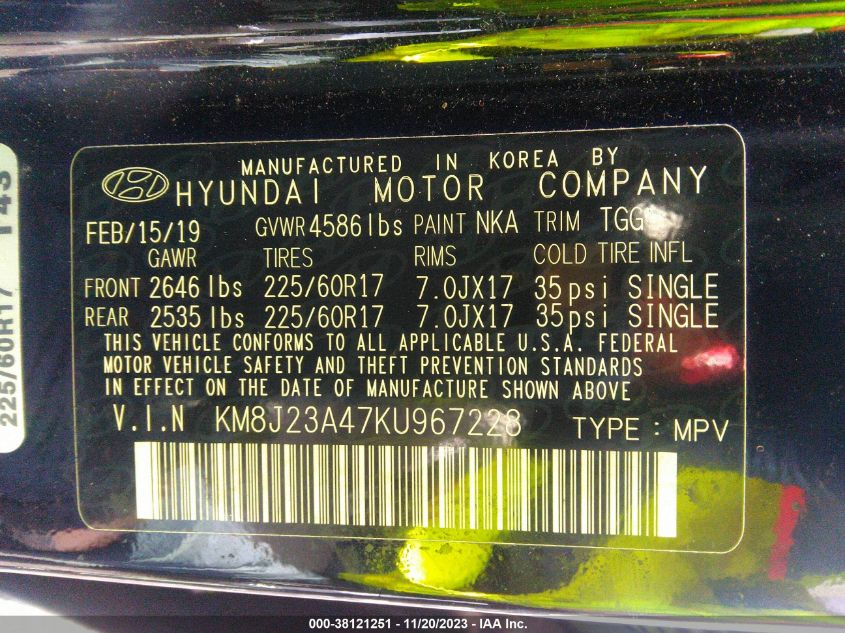 MANUFACTURED IN KOREA BY
HYUNDAI MOTOR COMPANY
FEB/15/19 GVWR 4586 lbs PAINT NKA TRIM TGG
GAWR TIRES RIMS COLD TIRE INFL
FRONT 2646 lbs 225/60R17 7.0JX17 35psi SINGLE
REAR 2535 lbs 225/60R17 7.0JX17 35psi SINGLE
THIS VEHICLE CONFORMS TO ALL APPLICABLE U.S.A. FEDERAL
MOTOR VEHICLE SAFETY AND THEFT PREVENTION STANDARDS
IN EFFECT ON THE DATE OF MANUFACTURE SHOWN ABOVE
V.I.N KM8J23A47KU967228 TYPE : MPV
225/60R17 143
000-38121251 - 11/20/2023 - IAA Inc.